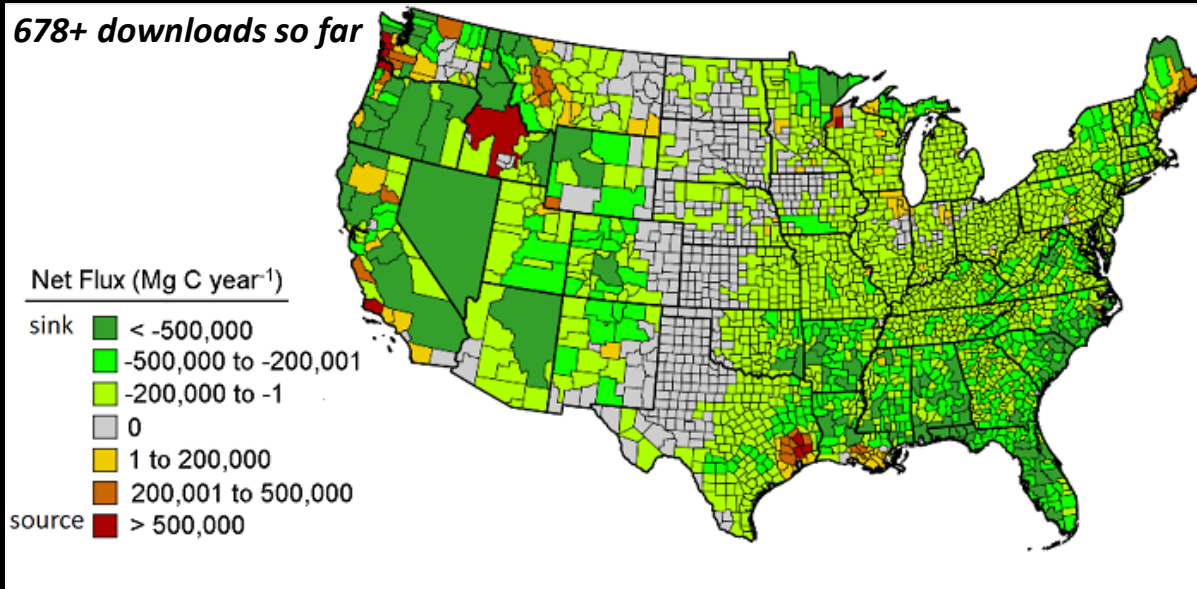 678+ downloads so far
Net Flux (Mg C year⁻¹)
sink
< -500,000
-500,000 to -200,001
-200,000 to -1
0
1 to 200,000
200,001 to 500,000
source
> 500,000